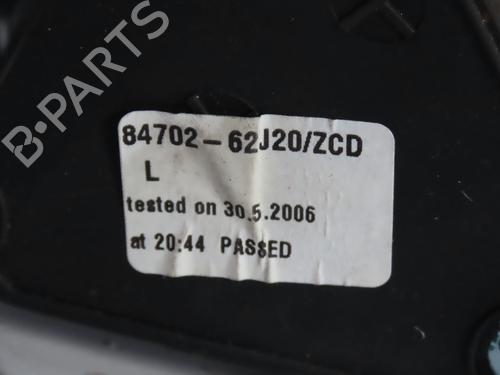 84702-62J20/ZCD
L
tested on 30.5.2006
at 20:44 PASSED
B-PARTS